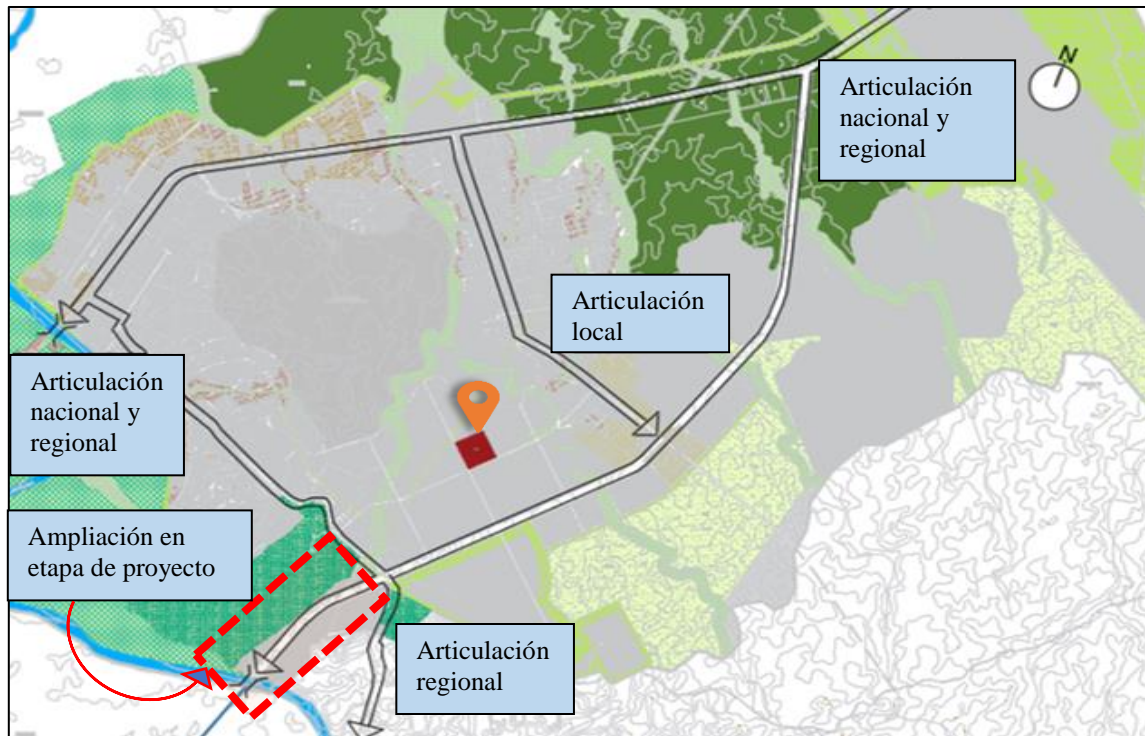 N
Articulación
nacional y
regional
Articulación
local
Articulación
nacional y
regional
Ampliación en
etapa de proyecto
Articulación
regional